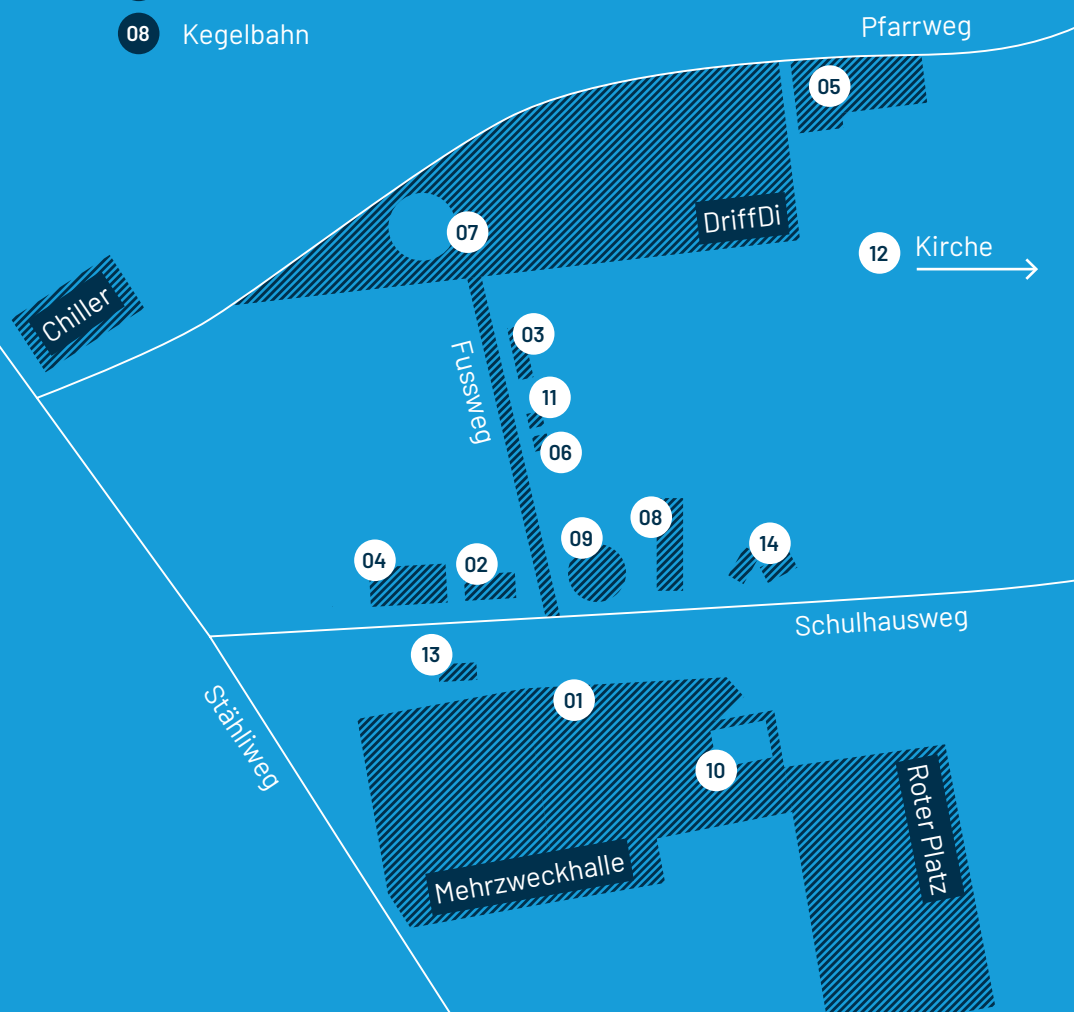 08 Kegelbahn
Pfarrweg
05
DriffDi
07
12 Kirche
Chiller
03
Fussweg
11
06
08
09
14
04
02
Schulhausweg
13
01
Stähliweg
10
Roter Platz
Mehrzweckhalle